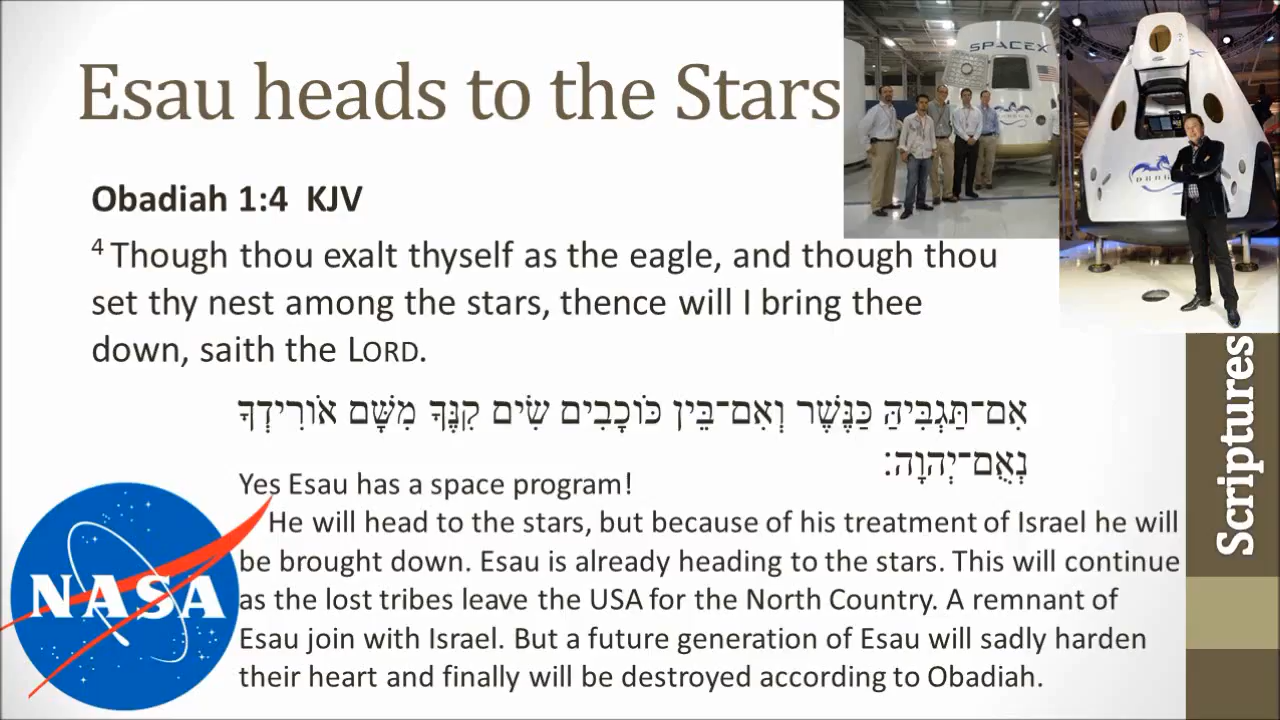 Esau heads to the Stars
SPACEX
Obadiah 1:4 KJV
4 Though thou exalt thyself as the eagle, and though thou
set thy nest among the stars, thence will I bring thee
down, saith the LORD.
אִם־תַּגְבִּיהַּ כַּנֶּשֶׁר וְאִם־בֵּין כּוֹכָבִים שִׂים קִנֶּךָ מִשָּׁם אוֹרִידְךָ
נְאֻם־יְהוָה׃
Yes Esau has a space program!
He will head to the stars, but because of his treatment of Israel he will
be brought down. Esau is already heading to the stars. This will continue
as the lost tribes leave the USA for the North Country. A remnant of
Esau join with Israel. But a future generation of Esau will sadly harden
their heart and finally will be destroyed according to Obadiah.
NASA
Scriptures